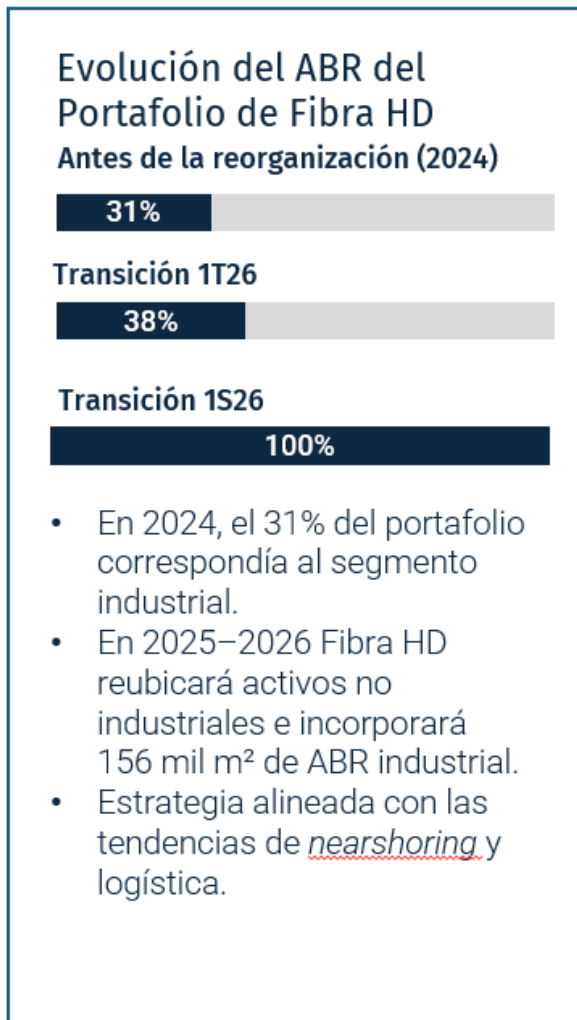 Evolución del ABR del
Portafolio de Fibra HD
Antes de la reorganización (2024)
31%
Transición 1T26
38%
Transición 1S26
100%
• En 2024, el 31% del portafolio
correspondía al segmento
industrial.
• En 2025–2026 Fibra HD
reubicará activos no
industriales e incorporará
156 mil m² de ABR industrial.
• Estrategia alineada con las
tendencias de nearshoring y
logística.